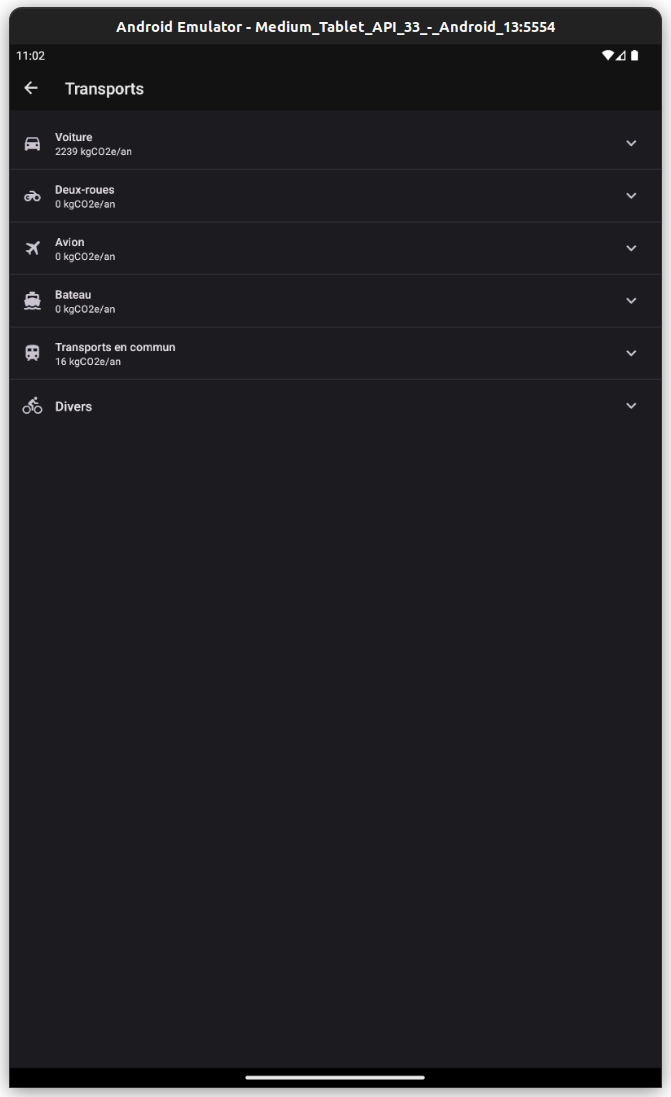 Android Emulator - Medium_Tablet_API_33_-_Android_13:5554
11:02
Transports
Voiture
2239 kgCO2e/an
Deux-roues
0 kgCO2e/an
Avion
0 kgCO2e/an
Bateau
0 kgCO2e/an
Transports en commun
16 kgCO2e/an
Divers